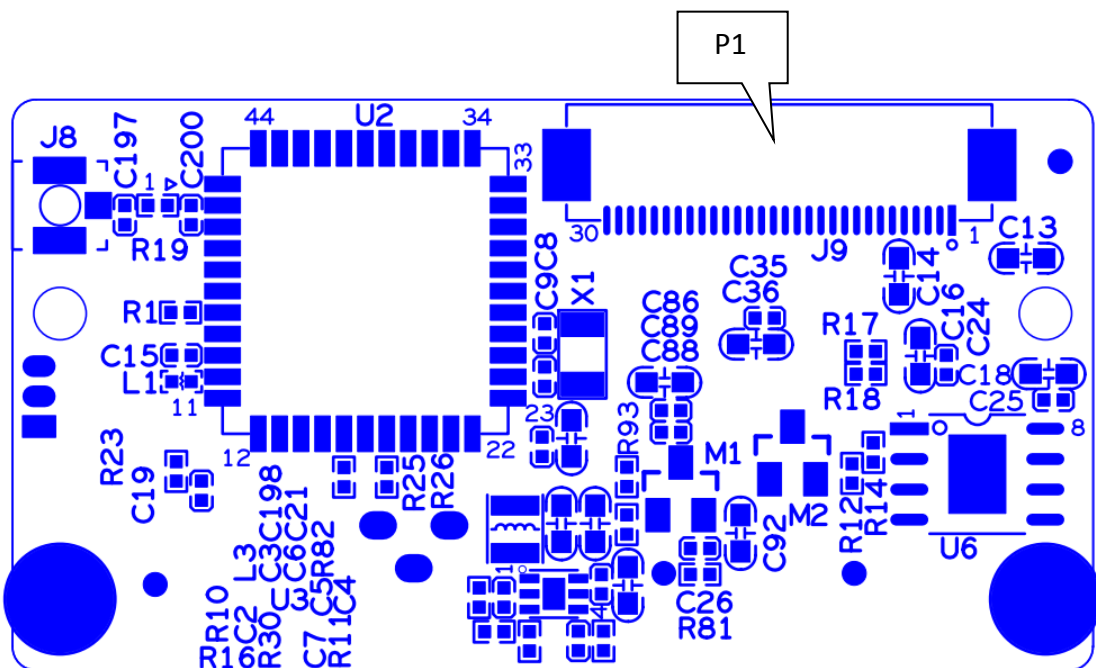 P1
44
U2
34
J8
C197
1
C200
33
R19
30
J9
1
C13
C9
C8
X1
C35
C36
C14
C86
C89
C88
R1
R17
C16
C24
C15
L1
11
R18
C18
C25
23
R93
1
8
12
22
M1
R23
C19
R25
R26
M2
C92
R12
R14
U6
L3
C3
C198
C6
C21
U3
C5
R82
1
4
R10
C2
R30
C7
R11
C4
R16
C26
R81